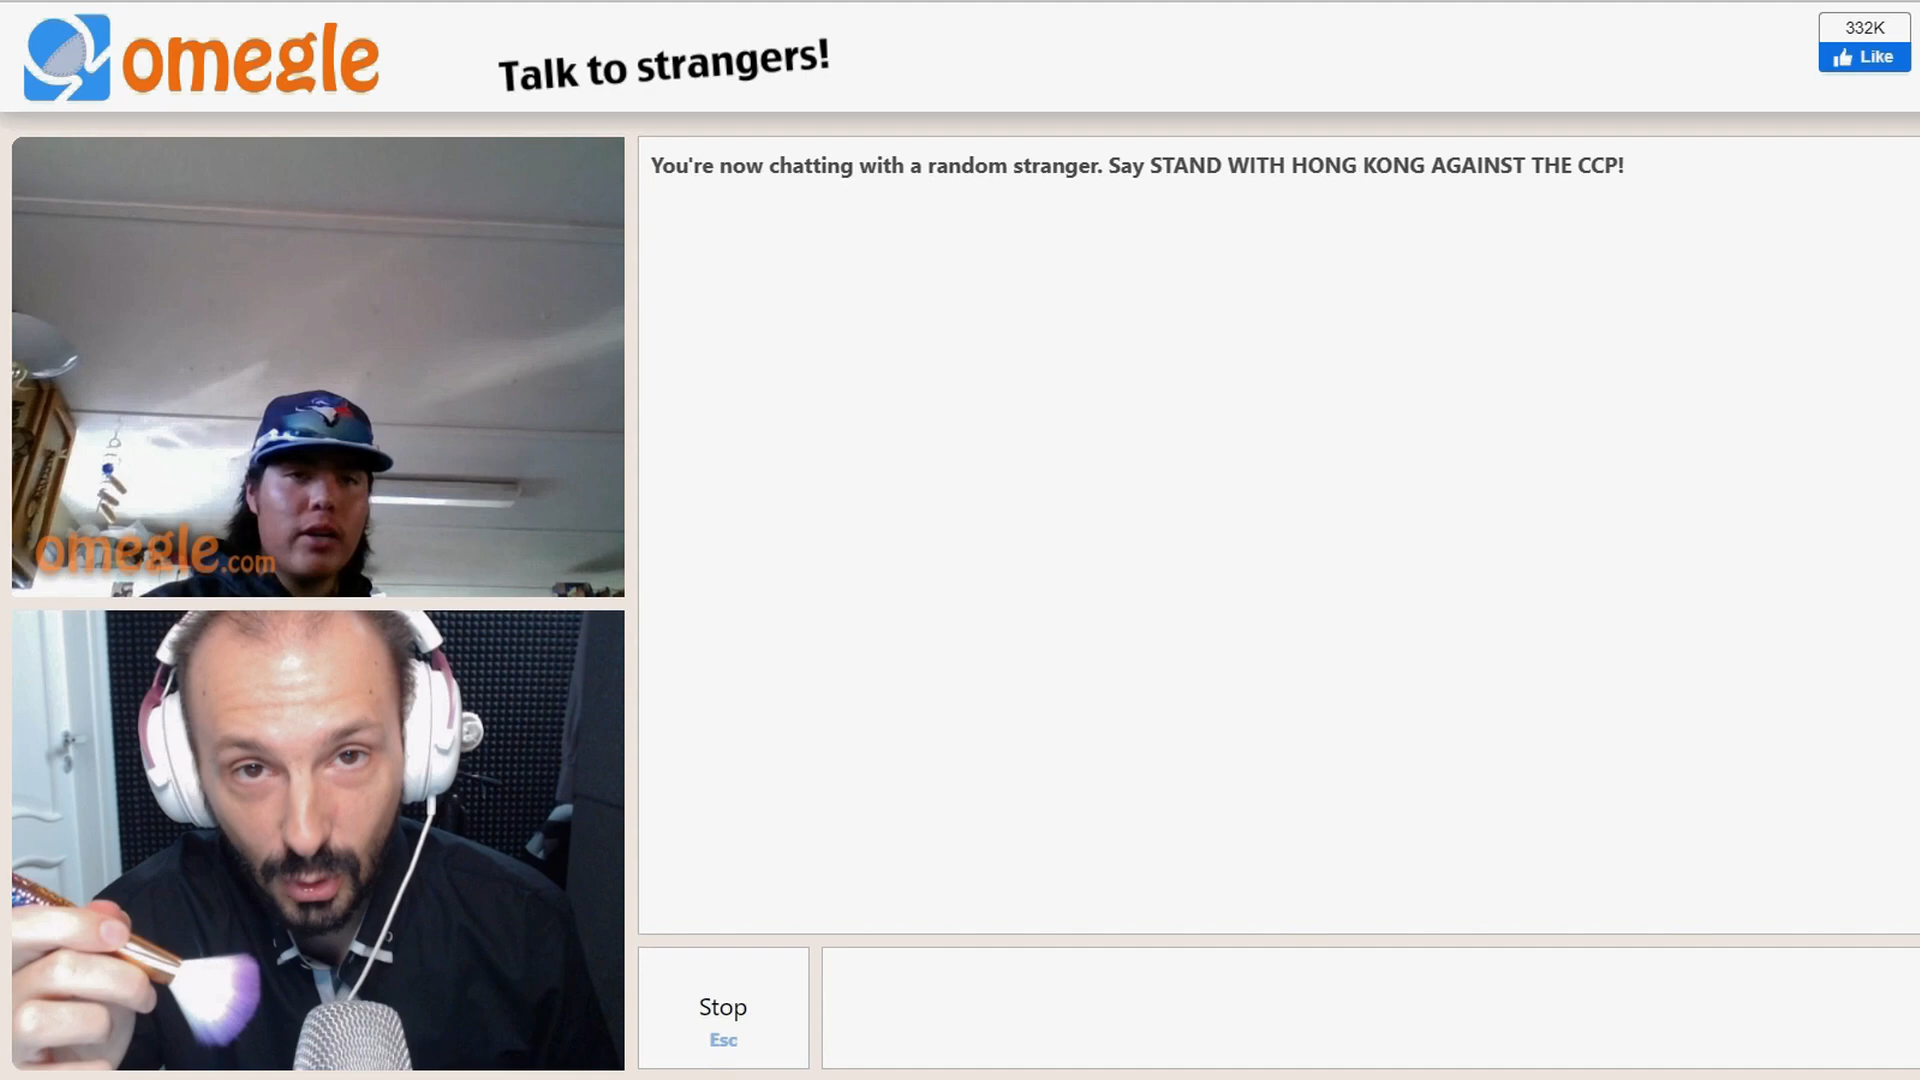 omegle
Talk to strangers!
332K
Like
You're now chatting with a random stranger. Say STAND WITH HONG KONG AGAINST THE CCP!
omegle.com
Stop
Esc